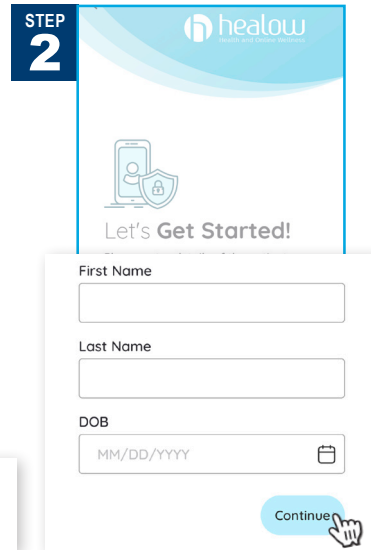 STEP
2
healow
Health and Online Wellness
Let's Get Started!
First Name
Last Name
DOB
MM/DD/YYYY
Continue